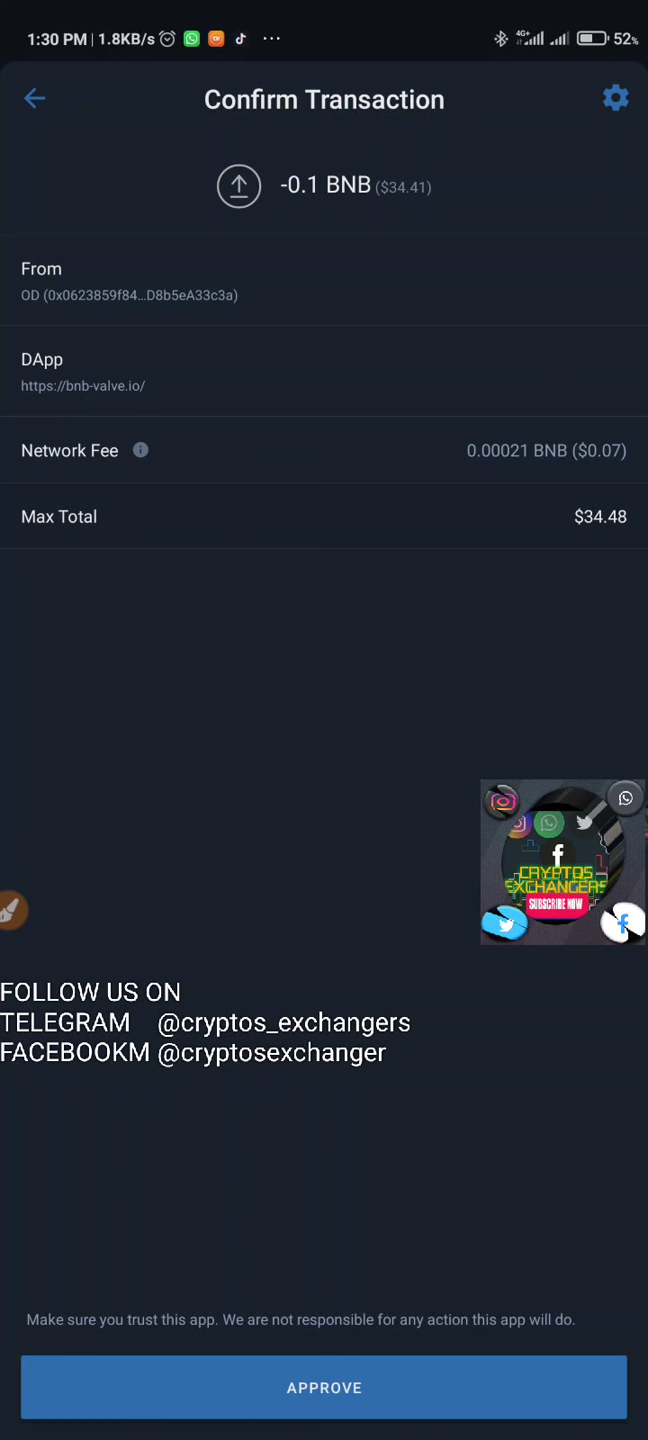 1:30 PM | 1.8KB/s ... 4G+ 52%
Confirm Transaction
-0.1 BNB ($34.41)
From
OD (0x0623859f84...D8b5eA33c3a)
DApp
https://bnb-valve.io/
Network Fee 0.00021 BNB ($0.07)
Max Total $34.48
CRYPTOS
EXCHANGERS
SUBSCRIBE NOW
FOLLOW US ON
TELEGRAM @cryptos_exchangers
FACEBOOKM @cryptosexchanger
Make sure you trust this app. We are not responsible for any action this app will do.
APPROVE